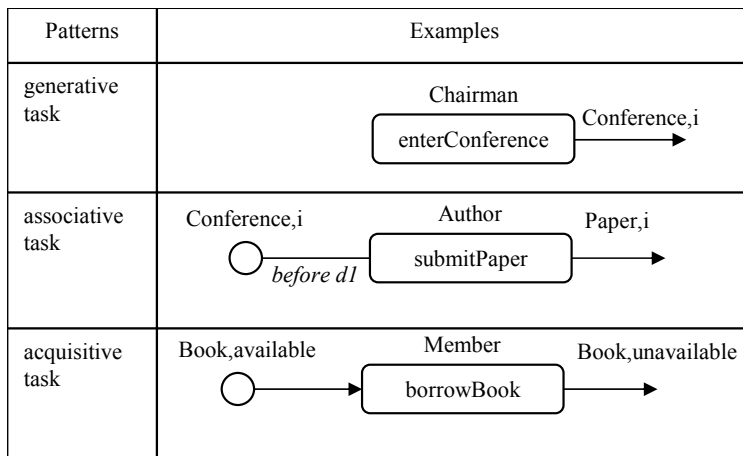 Patterns
Examples
generative
task
Chairman
enterConference
Conference,i
associative
task
Conference,i
before d1
Author
submitPaper
Paper,i
acquisitive
task
Book,available
Member
borrowBook
Book,unavailable